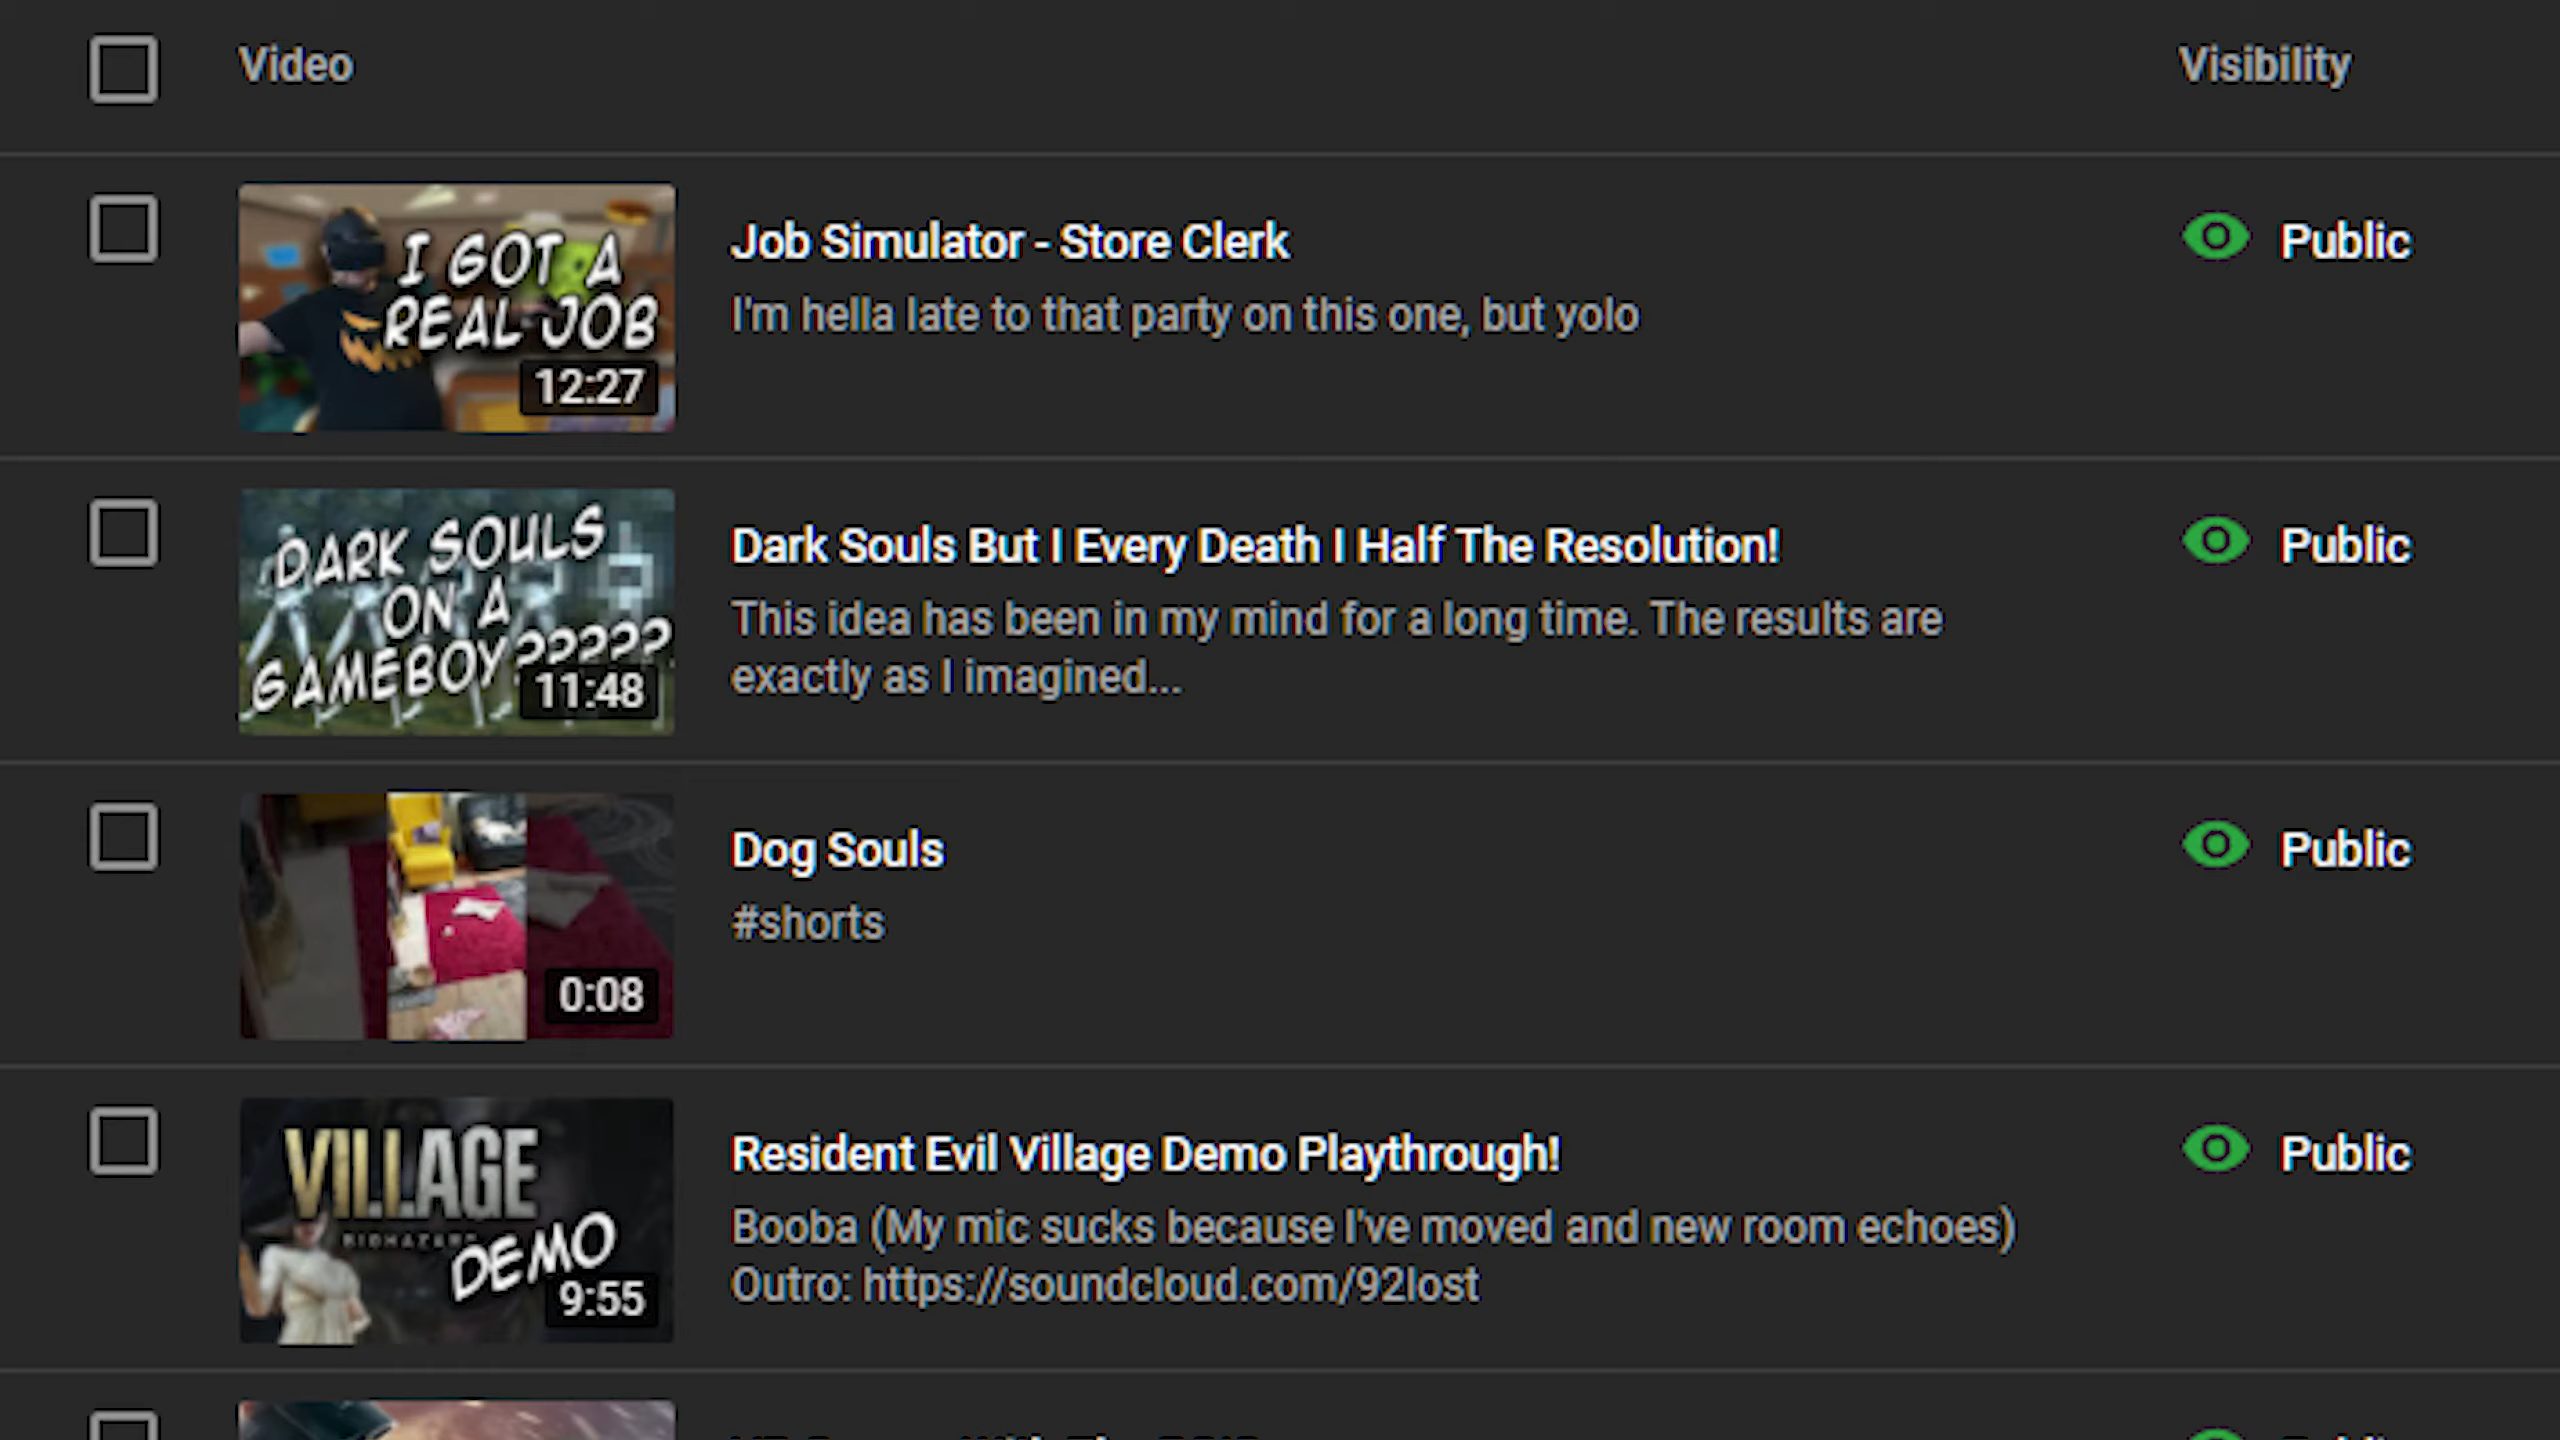 Video
Visibility
I GOT A
REAL JOB
12:27
Job Simulator - Store Clerk
I'm hella late to that party on this one, but yolo
Public
DARK SOULS
ON A
GAMEBOY?????
11:48
Dark Souls But I Every Death I Half The Resolution!
This idea has been in my mind for a long time. The results are
exactly as I imagined...
Public
0:08
Dog Souls
#shorts
Public
VILLAGE
BIOHAZARD
DEMO
9:55
Resident Evil Village Demo Playthrough!
Booba (My mic sucks because I've moved and new room echoes)
Outro: https://soundcloud.com/92lost
Public